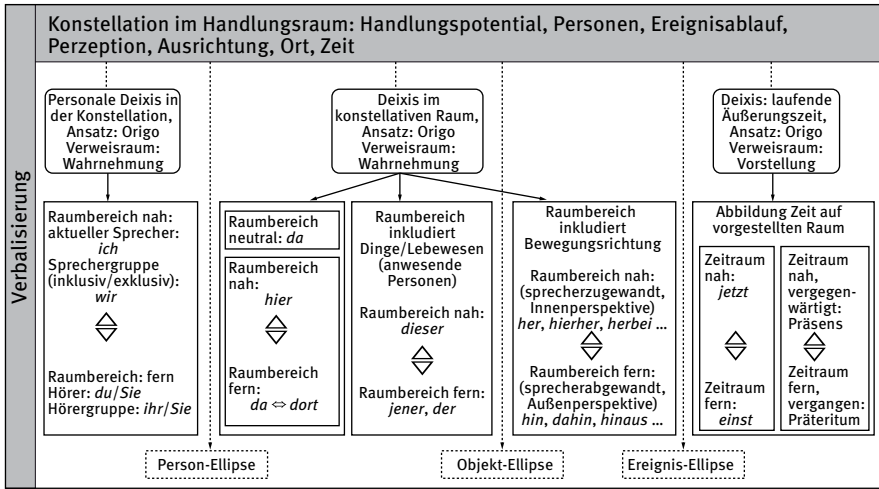 Konstellation im Handlungsraum: Handlungspotential, Personen, Ereignisablauf,
Perzeption, Ausrichtung, Ort, Zeit
Verbalisierung
Personale Deixis in
der Konstellation,
Ansatz: Origo
Verweisraum:
Wahrnehmung
Deixis im
konstellativen Raum,
Ansatz: Origo
Verweisraum:
Wahrnehmung
Deixis: laufende
Äußerungszeit,
Ansatz: Origo
Verweisraum:
Vorstellung
Raumbereich nah:
aktueller Sprecher:
ich
Sprechergruppe
(inklusiv/exklusiv):
wir
Raumbereich: fern
Hörer: du/Sie
Hörergruppe: ihr/Sie
Raumbereich
neutral: da
Raumbereich
nah:
hier
Raumbereich
fern:
da ⇔ dort
Raumbereich
inkludiert
Dinge/Lebewesen
(anwesende
Personen)
Raumbereich nah:
dieser
Raumbereich fern:
jener, der
Raumbereich
inkludiert
Bewegungsrichtung
Raumbereich nah:
(sprecherzugewandt,
Innenperspektive)
her, hierher, herbei ...
Raumbereich fern:
(sprecherabgewandt,
Außenperspektive)
hin, dahin, hinaus ...
Abbildung Zeit auf
vorgestellten Raum
Zeitraum
nah:
jetzt
Zeitraum
fern:
einst
Zeitraum
nah,
vergegen-
wärtigt:
Präsens
Zeitraum
fern,
vergangen:
Präteritum
Person-Ellipse
Objekt-Ellipse
Ereignis-Ellipse